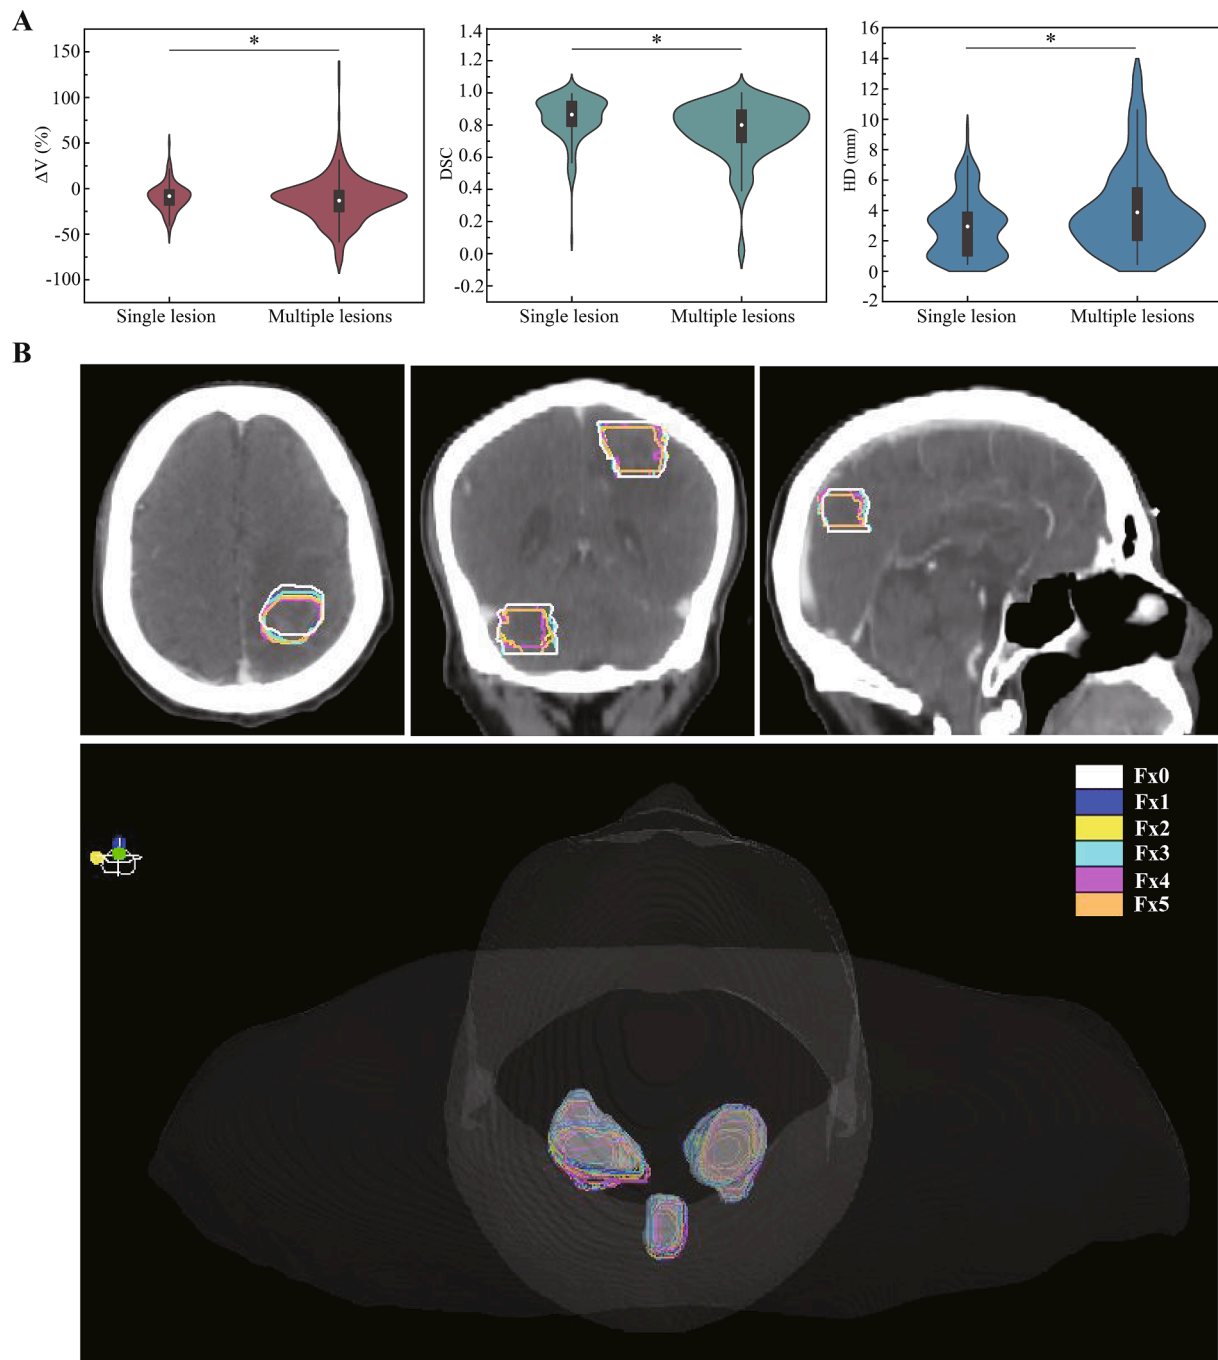 A
ΔV (%)
150
100
50
0
-50
-100
*
Single lesion
Multiple lesions
DSC
1.4
1.2
1.0
0.8
0.6
0.4
0.2
0.0
-0.2
*
Single lesion
Multiple lesions
HD (mm)
16
14
12
10
8
6
4
2
0
-2
*
Single lesion
Multiple lesions
B
Fx0
Fx1
Fx2
Fx3
Fx4
Fx5